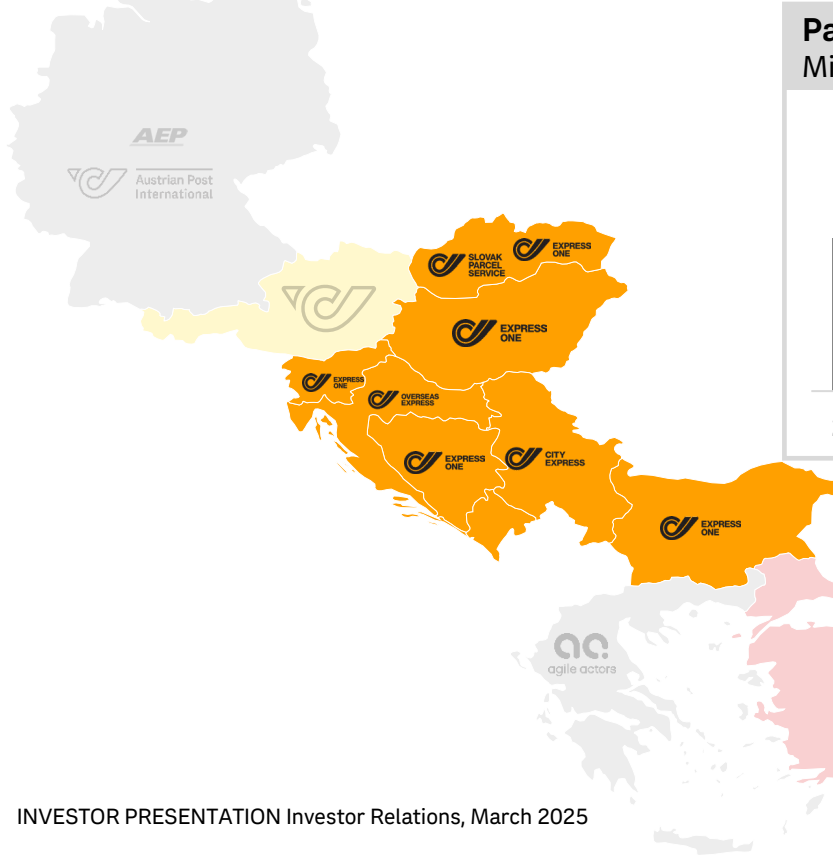 Pa
Mi
AEP
Austrian Post
International
SLOVAK
PARCEL
SERVICE
EXPRESS
ONE
EXPRESS
ONE
EXPRESS
ONE
OVERSEAS
EXPRESS
EXPRESS
ONE
CITY
EXPRESS
EXPRESS
ONE
agile actors
INVESTOR PRESENTATION Investor Relations, March 2025